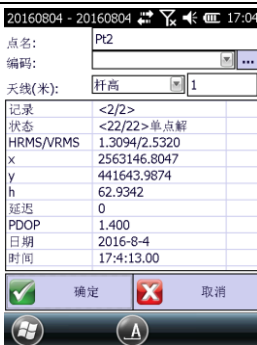 20160804 - 20160804 17:04
点名: Pt2
编码: ...
天线(米): 杆高 1
记录 <2/2>
状态 <22/22>单点解
HRMS/VRMS 1.3094/2.5320
x 2563146.8047
y 441643.9874
h 62.9342
延迟 0
PDOP 1.400
日期 2016-8-4
时间 17:4:13.00
确定 取消
A